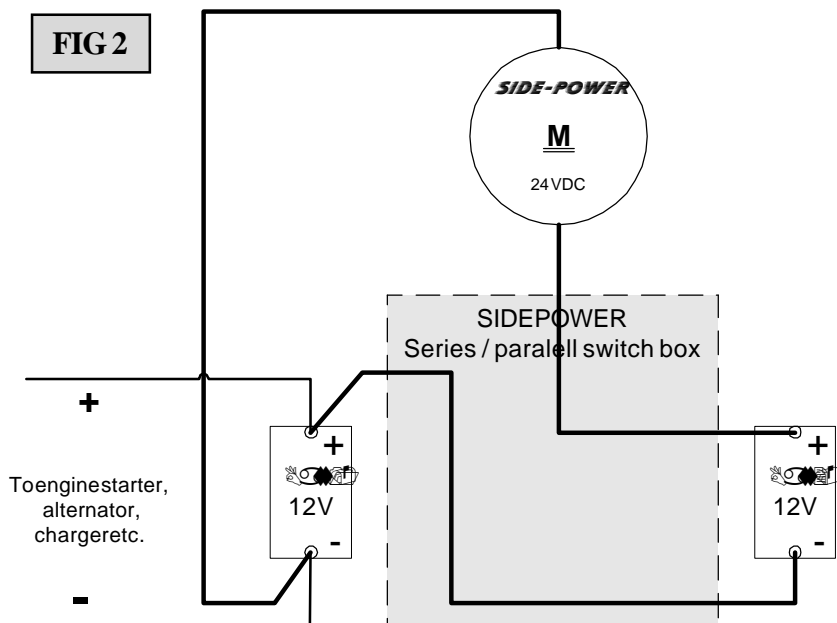 FIG 2
SIDE-POWER
M
24VDC
SIDEPOWER
Series / paralell switch box
+
Toenginestarter,
alternator,
chargeretc.
-
+
12V
-
+
12V
-